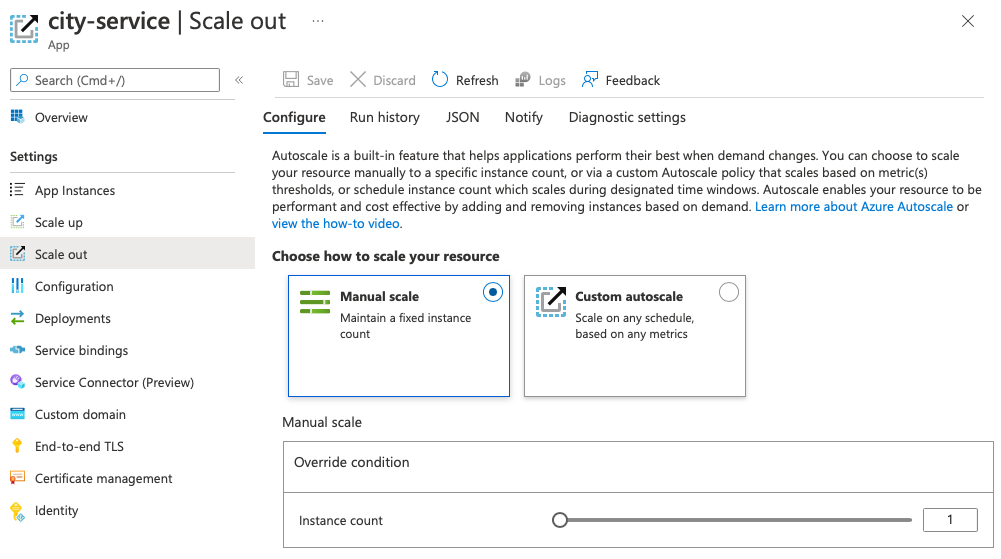 city-service | Scale out ...
App
Search (Cmd+/)
«
Save
Discard
Refresh
Logs
Feedback
Overview
Settings
App Instances
Scale up
Scale out
Configuration
Deployments
Service bindings
Service Connector (Preview)
Custom domain
End-to-end TLS
Certificate management
Identity
Configure
Run history
JSON
Notify
Diagnostic settings
Autoscale is a built-in feature that helps applications perform their best when demand changes. You can choose to scale
your resource manually to a specific instance count, or via a custom Autoscale policy that scales based on metric(s)
thresholds, or schedule instance count which scales during designated time windows. Autoscale enables your resource to be
performant and cost effective by adding and removing instances based on demand. Learn more about Azure Autoscale or
view the how-to video.
Choose how to scale your resource
Manual scale
Maintain a fixed instance
count
Custom autoscale
Scale on any schedule,
based on any metrics
Manual scale
Override condition
Instance count
1